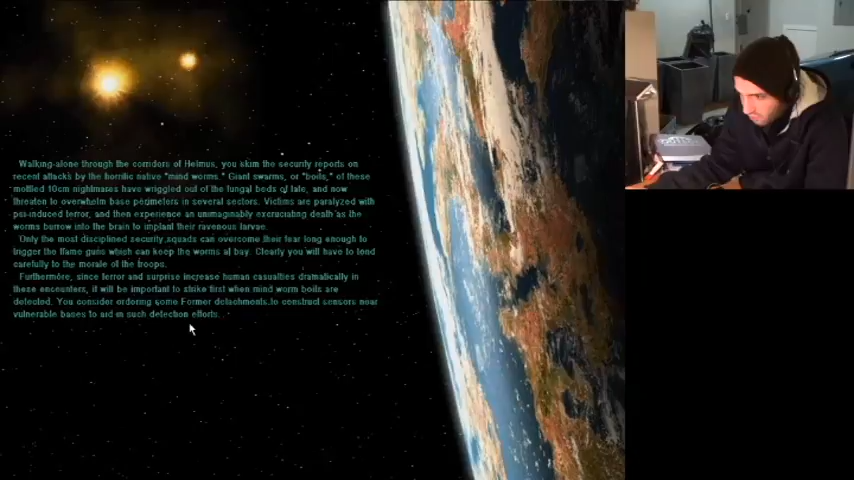 Walking alone through the corridors of Helmus, you skim the security reports on
recent attacks by the horrific native "mind worms." Giant swarms, or "boils," of these
mottled 10cm nightmares have wriggled out of the fungal beds of late, and now
threaten to overwhelm base perimeters in several sectors. Victims are paralyzed with
psi-induced terror, and then experience an unimaginably excruciating death as the
worms burrow into the brain to implant their ravenous larvae.
Only the most disciplined security squads can overcome their fear long enough to
trigger the flame guns which can keep the worms at bay. Clearly you will have to tend
carefully to the morale of the troops.
Furthermore, since terror and surprise increase human casualties dramatically in
these encounters, it will be important to strike first when mind worm boils are
detected. You consider ordering some Former detachments to construct sensors near
vulnerable bases to aid in such detection efforts.